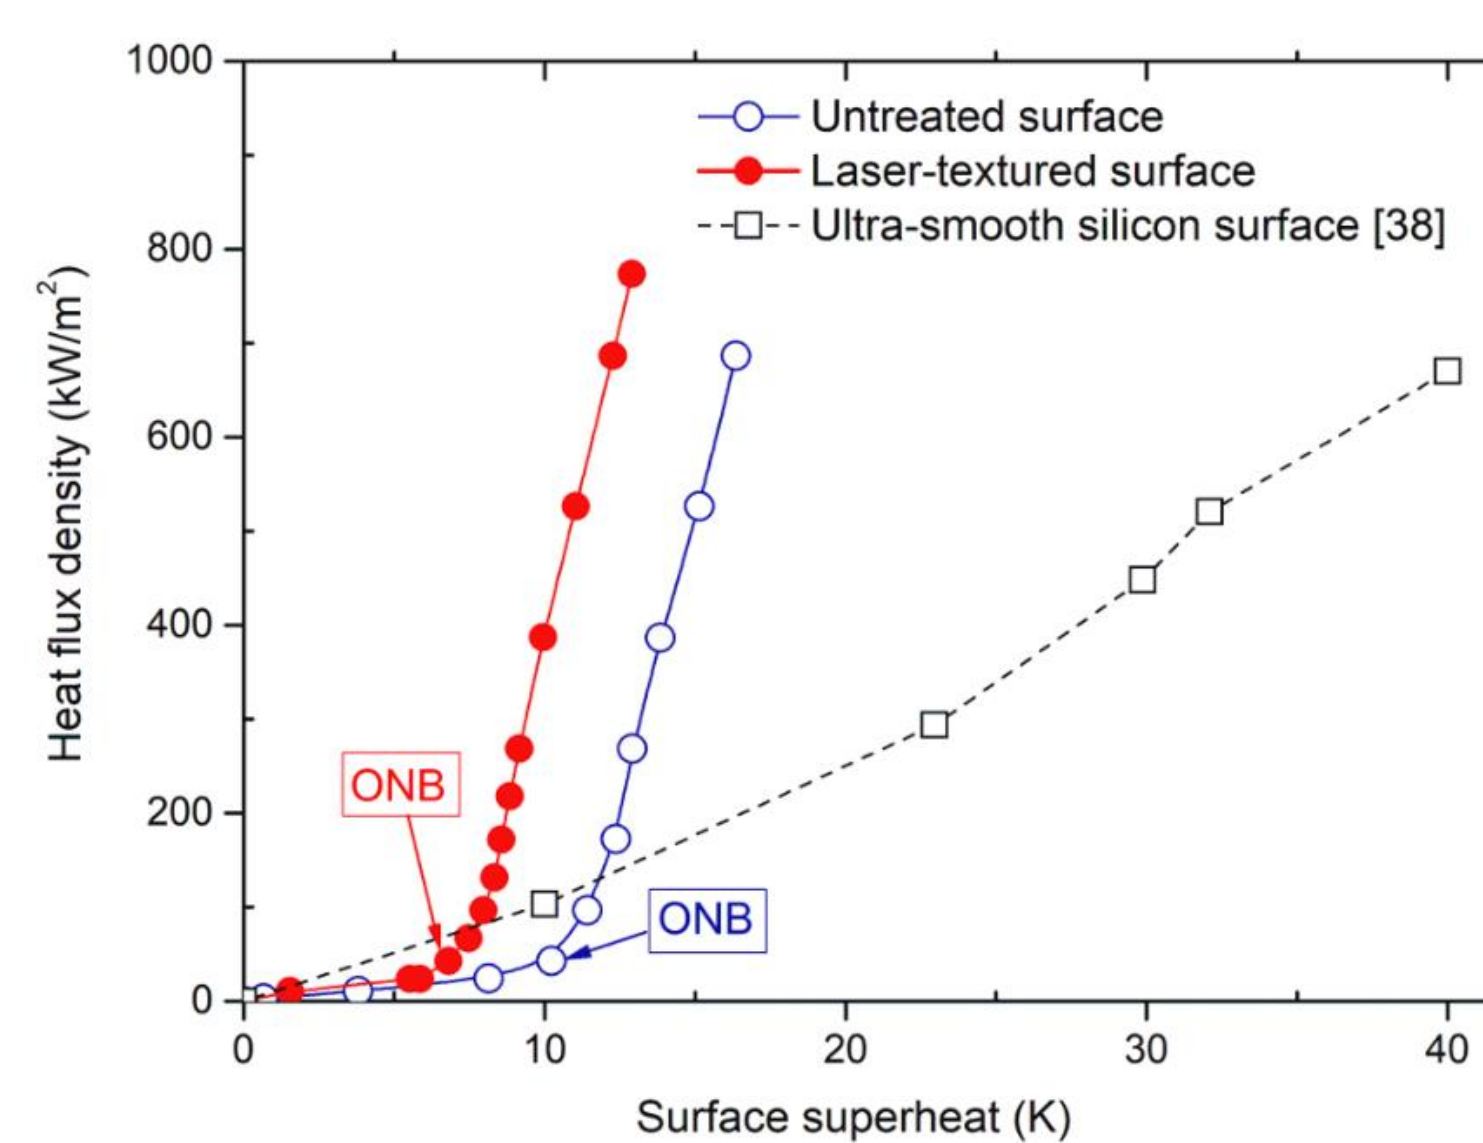 1000
800
600
400
200
0
Heat flux density (kW/m²)
Untreated surface
Laser-textured surface
Ultra-smooth silicon surface [38]
ONB
ONB
0 10 20 30 40
Surface superheat (K)